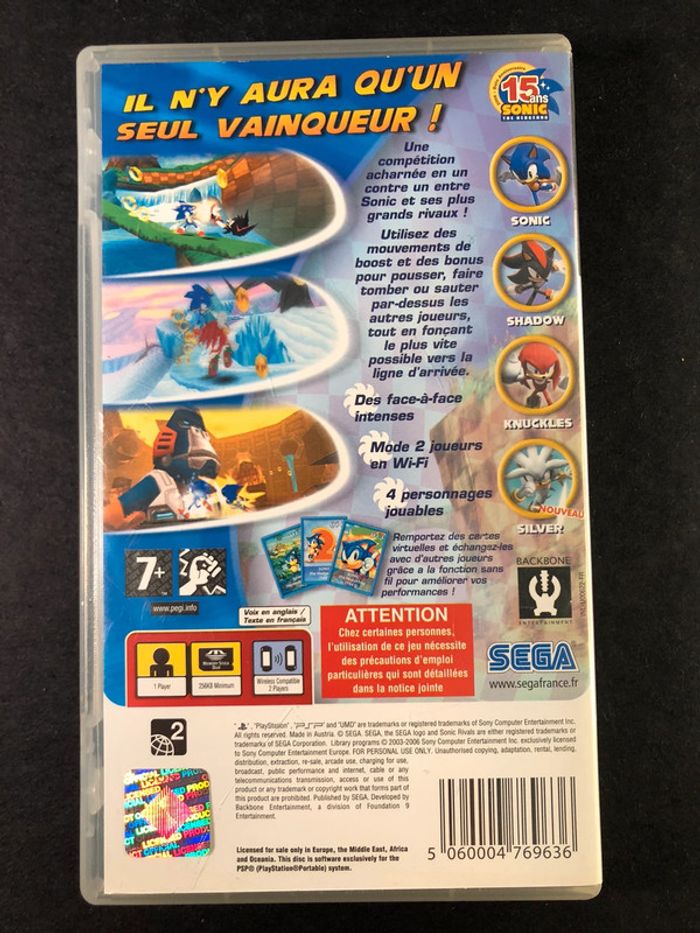 IL N'Y AURA QU'UN
SEUL VAINQUEUR !
15
ans
SONIC
THE HEDGEHOG
Une
compétition
acharnée en un
contre un entre
Sonic et ses plus
grands rivaux !
Utilisez des
mouvements de
boost et des bonus
pour pousser, faire
tomber ou sauter
par-dessus les
autres joueurs,
tout en fonçant
le plus vite
possible vers la
ligne d'arrivée.
Des face-à-face
intenses
Mode 2 joueurs
en Wi-Fi
4 personnages
jouables
SONIC
SHADOW
KNUCKLES
NOUVEAU
SILVER
Remportez des cartes
virtuelles et échangez-les
avec d'autres joueurs
grâce a la fonction sans
fil pour améliorer vos
performances !
7+
www.pegi.info
Voix en anglais /
Texte en français
BACKBONE
ENTERTAINMENT
ATTENTION
Chez certaines personnes,
l'utilisation de ce jeu nécessite
des précautions d'emploi
particulières qui sont détaillées
dans la notice jointe
SEGA
www.segafrance.fr
1 Player
MEMORY STICK
DUO
256KB Minimum
Wireless Compatible
2 Players
2
"PlayStation", "PSP" and "UMD" are trademarks or registered trademarks of Sony Computer Entertainment Inc.
All rights reserved. Made in Austria. © SEGA. SEGA, the SEGA logo and Sonic Rivals are either registered trademarks or
trademarks of SEGA Corporation. Library programs © 2003-2006 Sony Computer Entertainment Inc. exclusively licensed
to Sony Computer Entertainment Europe. FOR PERSONAL USE ONLY. Unauthorised copying, adaptation, rental, lending,
distribution, extraction, re-sale, arcade use, charging for use,
broadcast, public performance and internet, cable or any
telecommunications transmission, access or use of this
product or any trademark or copyright work that forms part of
this product are prohibited. Published by SEGA. Developed by
Backbone Entertainment, a division of Foundation 9
Entertainment.
Licensed for sale only in Europe, the Middle East, Africa
and Oceania. This disc is software exclusively for the
PSP® (PlayStation®Portable) system.
5 060004 769636